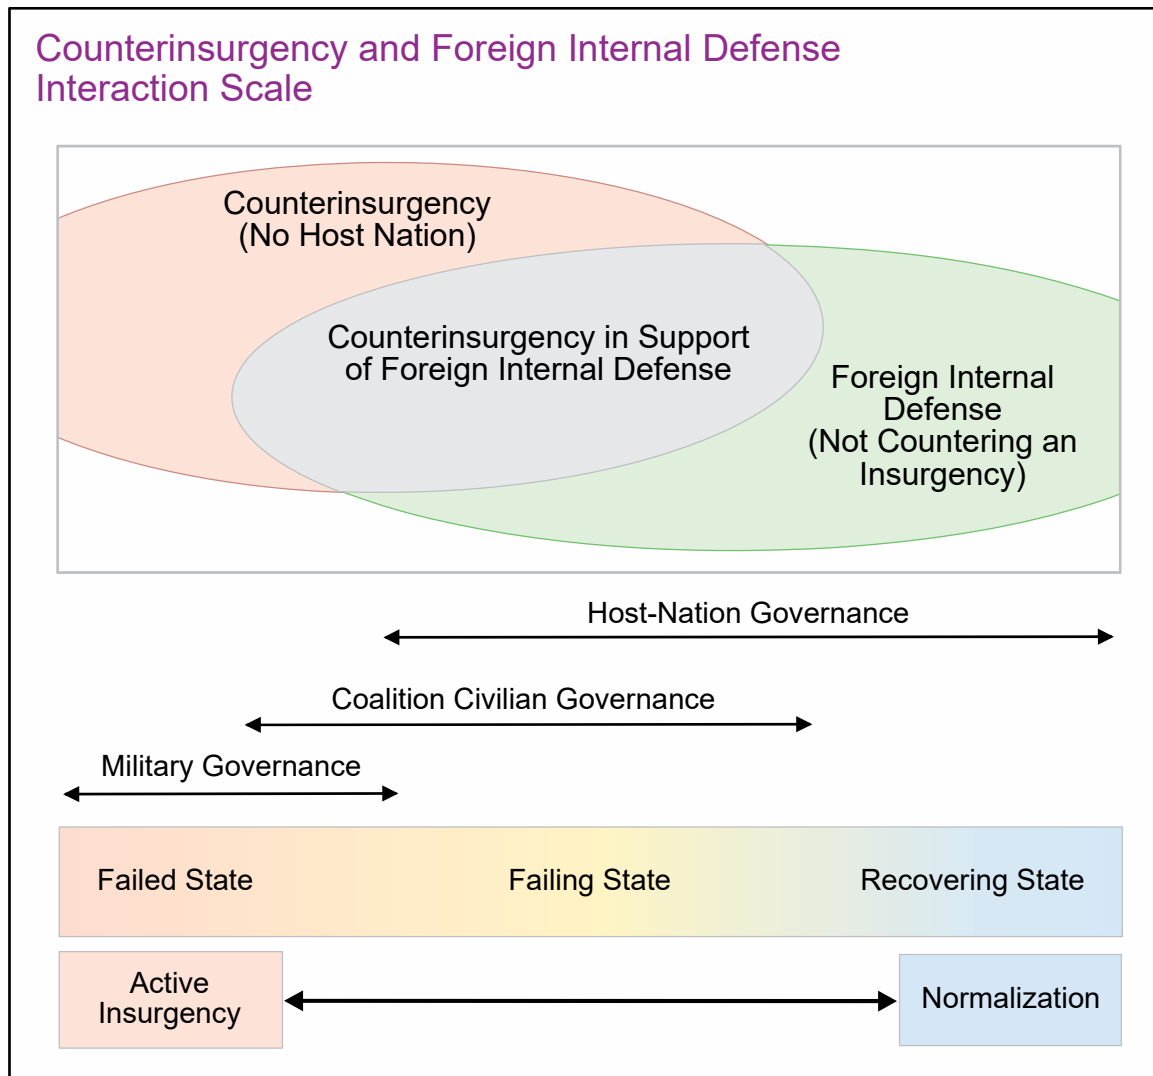 Counterinsurgency and Foreign Internal Defense
Interaction Scale
Counterinsurgency
(No Host Nation)
Counterinsurgency in Support
of Foreign Internal Defense
Foreign Internal
Defense
(Not Countering an
Insurgency)
Host-Nation Governance
Coalition Civilian Governance
Military Governance
Failed State
Failing State
Recovering State
Active
Insurgency
Normalization